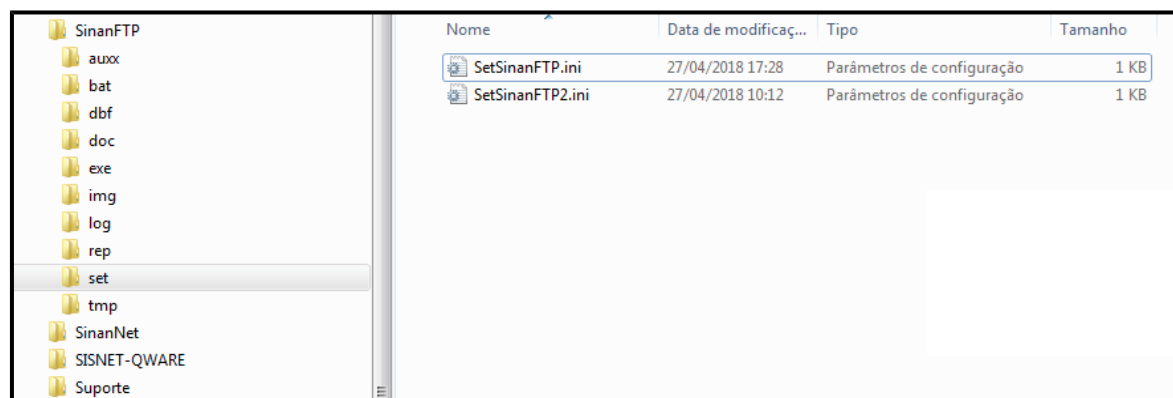 SinanFTP
auxx
bat
dbf
doc
exe
img
log
rep
set
tmp
SinanNet
SISNET-QWARE
Suporte
Nome Data de modificaç... Tipo Tamanho
SetSinanFTP.ini 27/04/2018 17:28 Parâmetros de configuração 1 KB
SetSinanFTP2.ini 27/04/2018 10:12 Parâmetros de configuração 1 KB